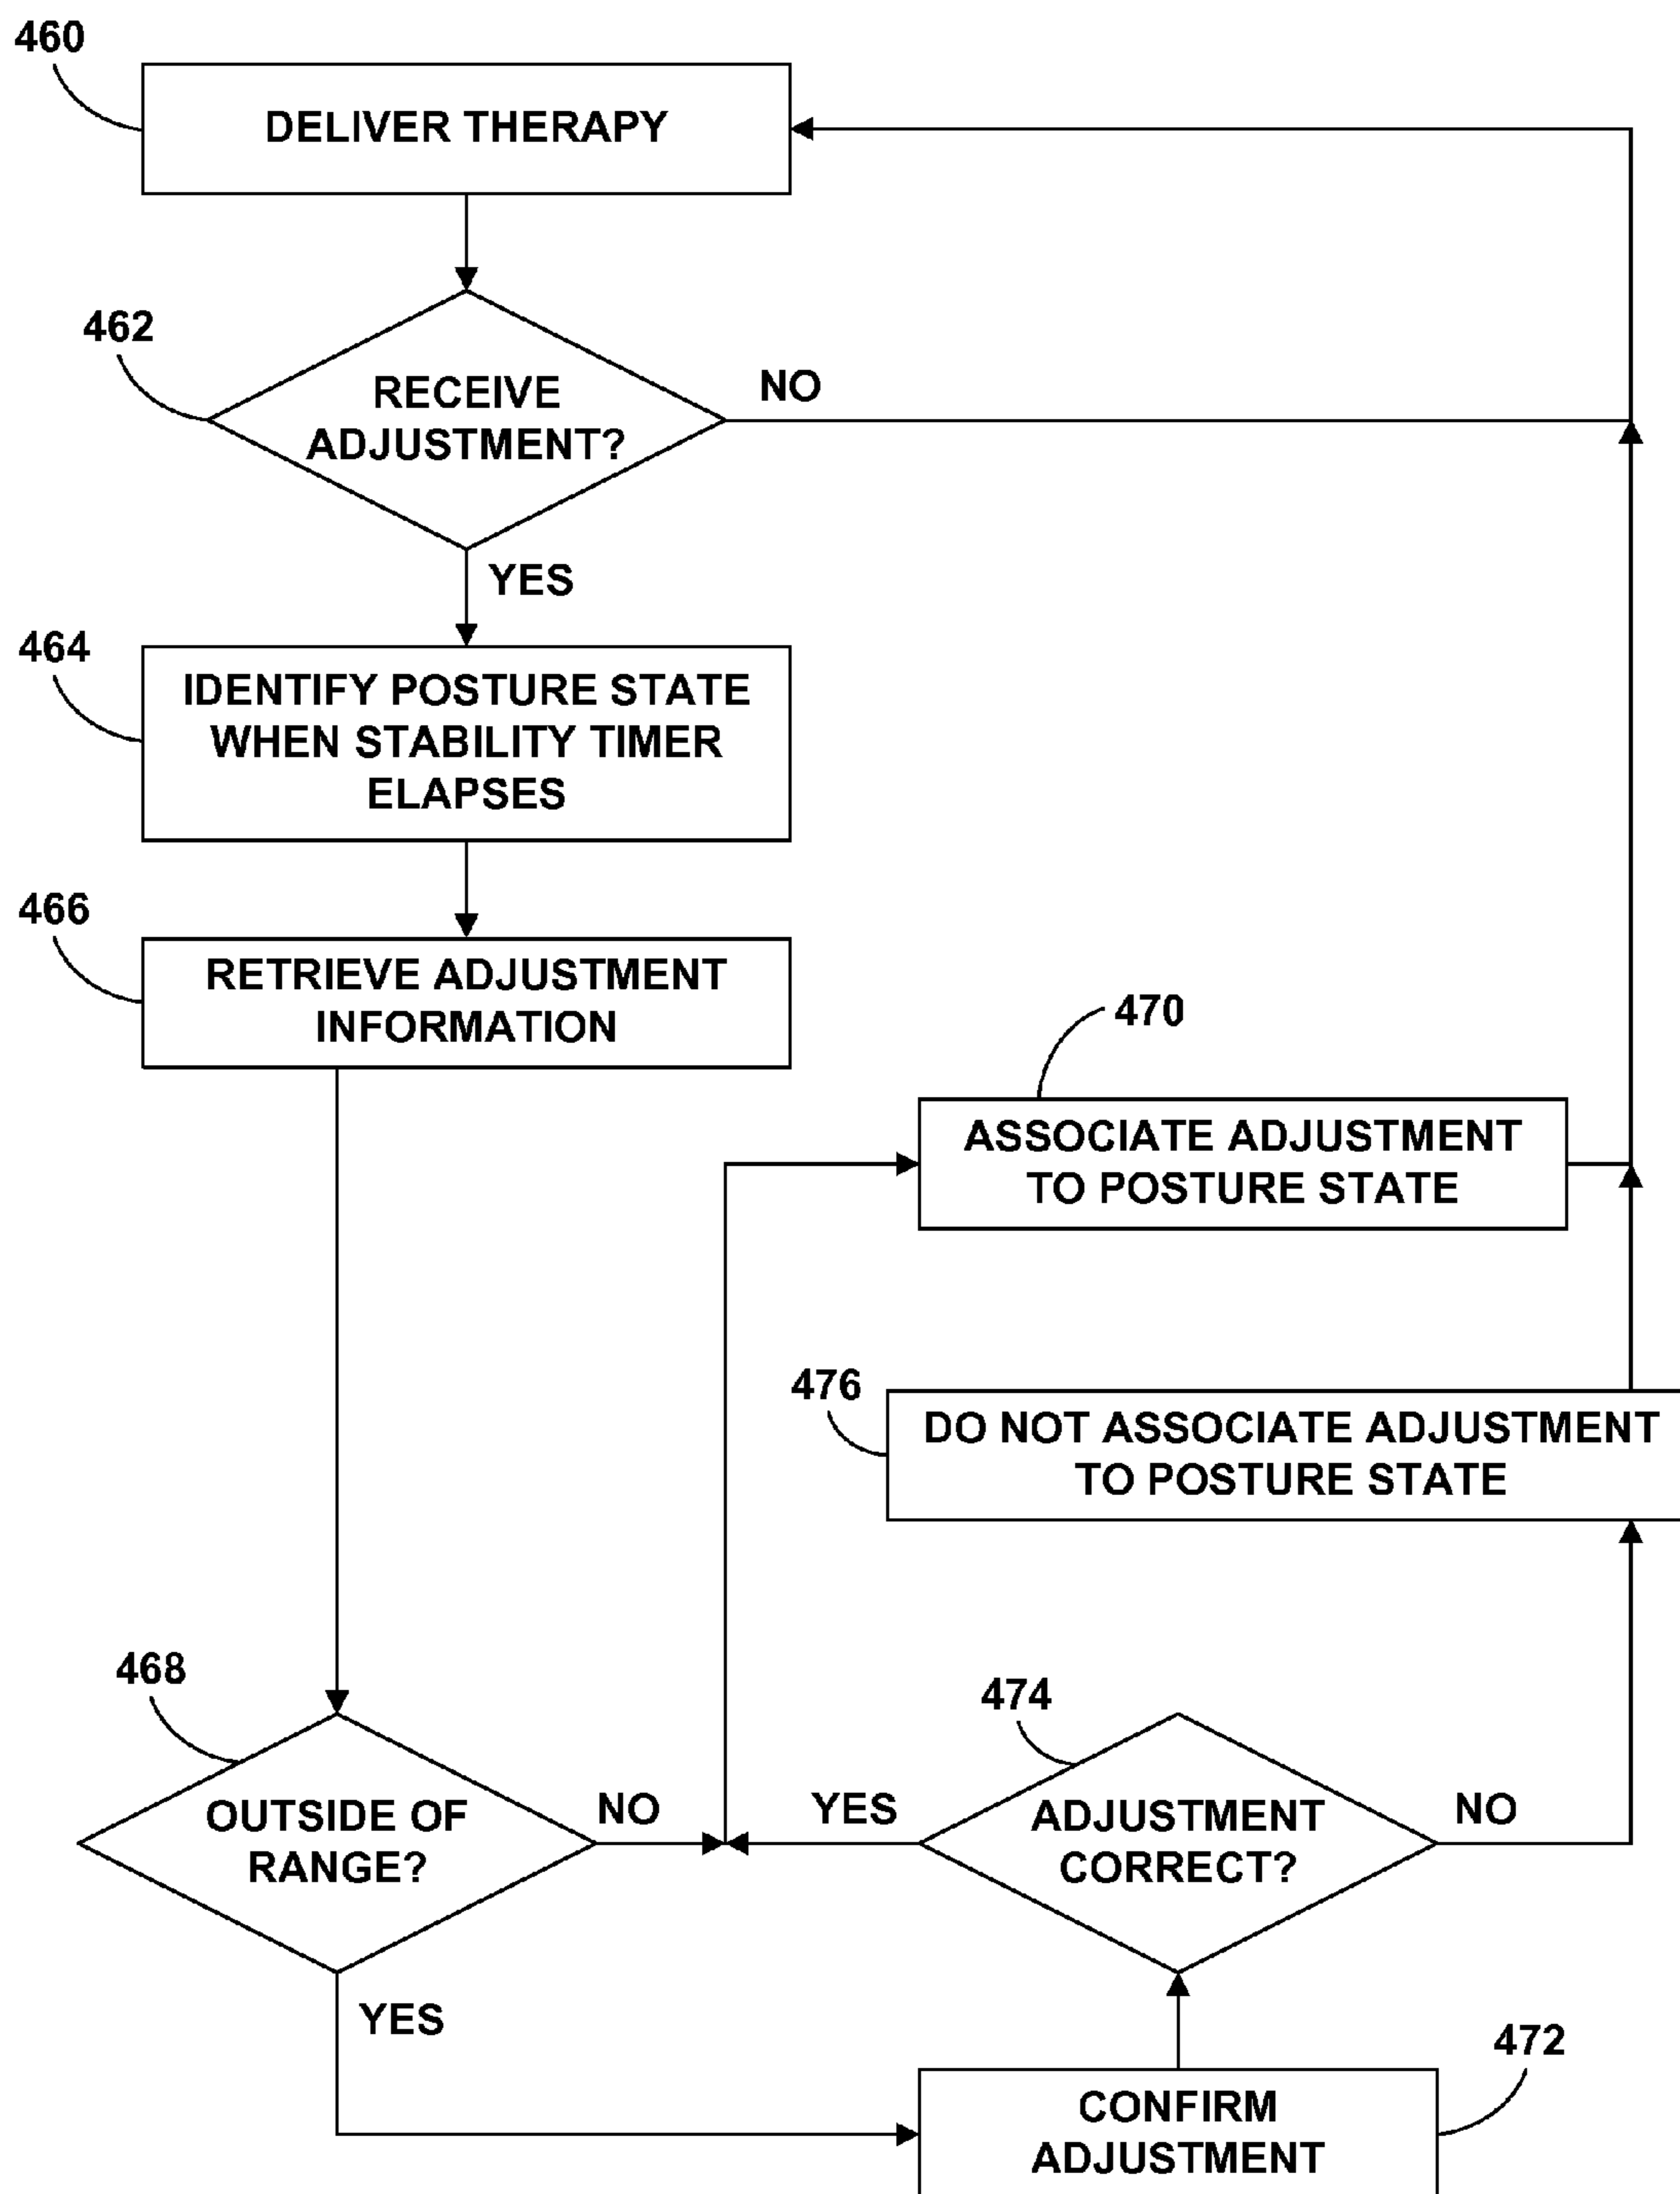 460
DELIVER THERAPY
462
RECEIVE
ADJUSTMENT?
NO
YES
464
IDENTIFY POSTURE STATE
WHEN STABILITY TIMER
ELAPSES
466
RETRIEVE ADJUSTMENT
INFORMATION
470
ASSOCIATE ADJUSTMENT
TO POSTURE STATE
476
DO NOT ASSOCIATE ADJUSTMENT
TO POSTURE STATE
468
OUTSIDE OF
RANGE?
NO
YES
474
ADJUSTMENT
CORRECT?
YES
NO
472
CONFIRM
ADJUSTMENT